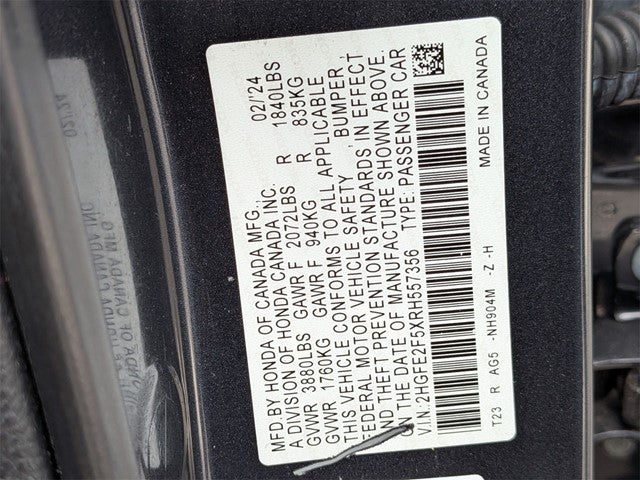 MFD.BY HONDA OF CANADA MFG., 02/'24
A DIVISION OF HONDA CANADA INC.
GVWR 3880LBS GAWR F 2072LBS R 1840LBS
GVWR 1760KG GAWR F 940KG R 835KG
THIS VEHICLE CONFORMS TO ALL APPLICABLE
FEDERAL MOTOR VEHICLE SAFETY, BUMPER,
AND THEFT PREVENTION STANDARDS IN EFFECT
ON THE DATE OF MANUFACTURE SHOWN ABOVE.
V.I.N.:2HGFE2F5XRH557356 TYPE: PASSENGER CAR
T23 R AG5 -NH904M -Z -H MADE IN CANADA